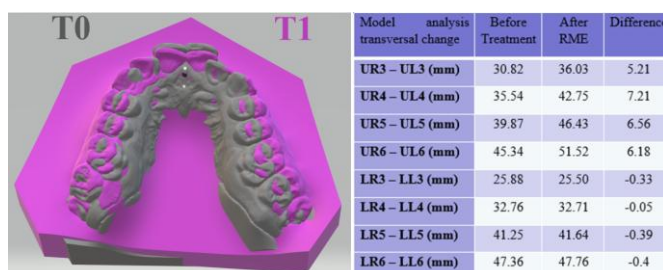 T0 T1
Model analysis transversal change Before Treatment After RME Difference
UR3 – UL3 (mm) 30.82 36.03 5.21
UR4 – UL4 (mm) 35.54 42.75 7.21
UR5 – UL5 (mm) 39.87 46.43 6.56
UR6 – UL6 (mm) 45.34 51.52 6.18
LR3 – LL3 (mm) 25.88 25.50 -0.33
LR4 – LL4 (mm) 32.76 32.71 -0.05
LR5 – LL5 (mm) 41.25 41.64 -0.39
LR6 – LL6 (mm) 47.36 47.76 -0.4